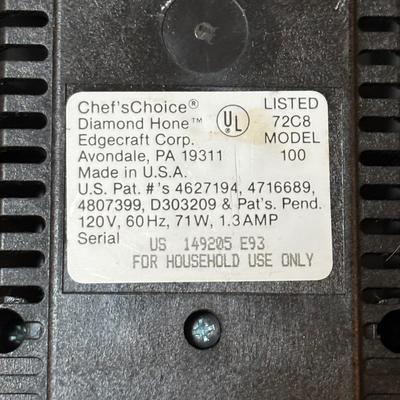 Chef'sChoice®
Diamond Hone™
Edgecraft Corp.
Avondale, PA 19311
Made in U.S.A.
UL
LISTED
72C8
MODEL
100
U.S. Pat. #'s 4627194, 4716689,
4807399, D303209 & Pat's. Pend.
120V, 60Hz, 71W, 1.3AMP
Serial
US 149205 E93
FOR HOUSEHOLD USE ONLY